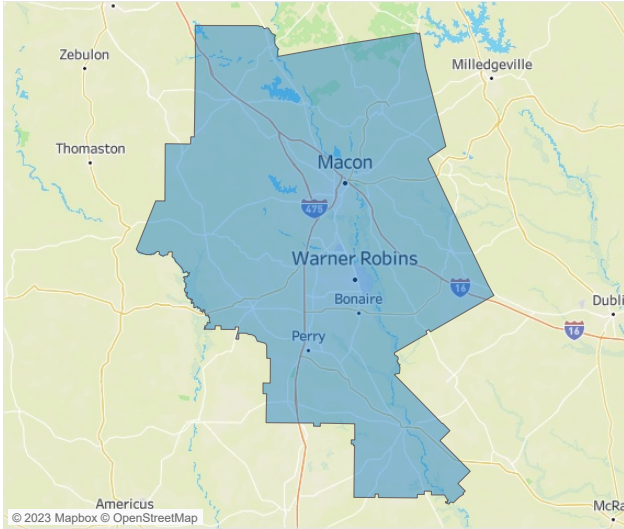 Zebulon
Milledgeville
Thomaston
Macon
475
Warner Robins
16
Bonaire
Dubli
16
Perry
Americus
McRa
© 2023 Mapbox © OpenStreetMap